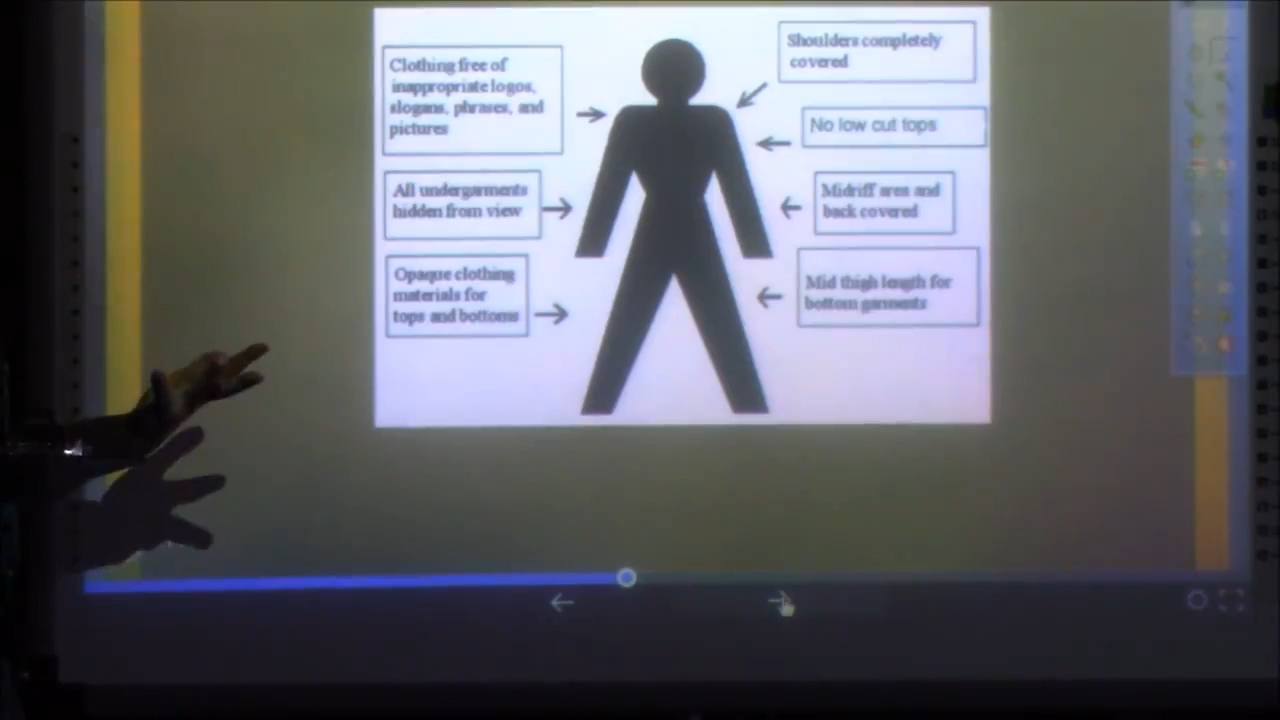 Clothing free of
inappropriate logos,
slogans, phrases, and
pictures
All undergarments
hidden from view
Opaque clothing
materials for
tops and bottoms
Shoulders completely
covered
No low cut tops
Midriff area and
back covered
Mid thigh length for
bottom garments